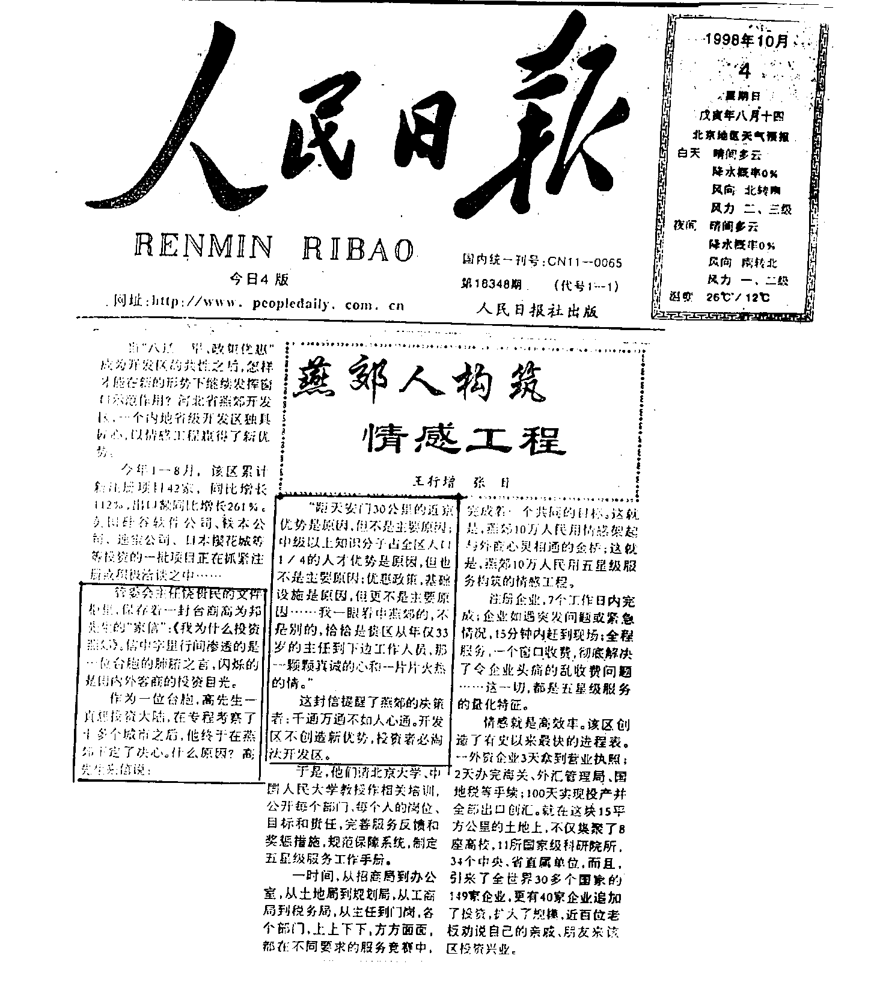 人民日报
RENMIN RIBAO
今日4版
网址:http://www.peopledaily.com.cn
国内统一刊号:CN11--0065
第18348期 (代号1--1)
人民日报社出版
1998年10月
4
星期日
戊寅年八月十四
北京地区天气预报
白天 晴间多云
降水概率0%
风向 北转南
风力 二、三级
夜间 晴间多云
降水概率0%
风向 南转北
风力 一、二级
温度 26℃/12℃
燕郊人构筑
情感工程
王行增 张
政策优惠"
成为开发区的共性之后,怎样
才能在新的形势下继续发挥窗
口示范作用?河北省燕郊开发
区,一个内地省级开发区独具
匠心,以情感工程赢得了新优
势。
今年1—8月,该区累计
新注册项目42家,同比增长
112%,出口额同比增长261%。
美国硅谷软件公司、
公司、日本樱花城等
等投资的一批项目正在抓紧注
册或积极洽谈之中……
管委会主任饶贵民的文件
柜里,保存着一封台商高为邦
先生的"家信":《我为什么投资
燕郊》。信中字里行间渗透的是
一位台胞的肺腑之言,闪烁的
是国内外客商的投资目光。
作为一位台胞,高先生一
直想投资大陆,在专程考察了
十多个城市之后,他终于在燕
郊下定了决心。什么原因?高
先生来信说:
"距天安门30公里的近京
优势是原因,但不是主要原因;
中级以上知识分子占全区人口
1/4的人才优势是原因,但也
不是主要原因;优惠政策,基础
设施是原因,但更不是主要原
因……我一眼看中燕郊的,不
是别的,恰恰是贵区从年仅33
岁的主任到下边工作人员,那
一颗颗真诚的心和一片片火热
的情。"
这封信提醒了燕郊的决策
者:千通万通不如人心通。开发
区不创造新优势,投资者必淘
汰开发区。
于是,他们请北京大学、中
国人民大学教授作相关培训,
公开每个部门、每个人的岗位、
目标和责任,完善服务反馈和
奖惩措施,规范保障系统,制定
五星级服务工作手册。
一时间,从招商局到办公
室,从土地局到规划局,从工商
局到税务局,从主任到门岗,各
个部门,上上下下,方方面面,
都在不同要求的服务竞赛中,
完成着一个共同的目标。这就
是,燕郊10万人民用情感架起
与外商心灵相通的金桥;这就
是,燕郊10万人民用五星级服
务构筑的情感工程。
注册企业,7个工作日内完
成;企业如遇突发问题或紧急
情况,15分钟内赶到现场;全程
服务,一个窗口收费,彻底解决
了令企业头痛的乱收费问题
……这一切,都是五星级服务
的量化特征。
情感就是高效率。该区创
造了有史以来最快的进程表。
一外资企业3天拿到营业执照;
2天办完海关、外汇管理局、国
地税等手续;100天实现投产并
全部出口创汇。就在这块15平
方公里的土地上,不仅集聚了8
座高校,11所国家级科研院所,
34个中央、省直属单位,而且,
引来了全世界30多个国家的
149家企业,更有40家企业追加
了投资,扩大了规模,近百位老
板劝说自己的亲戚、朋友来该
区投资兴业。